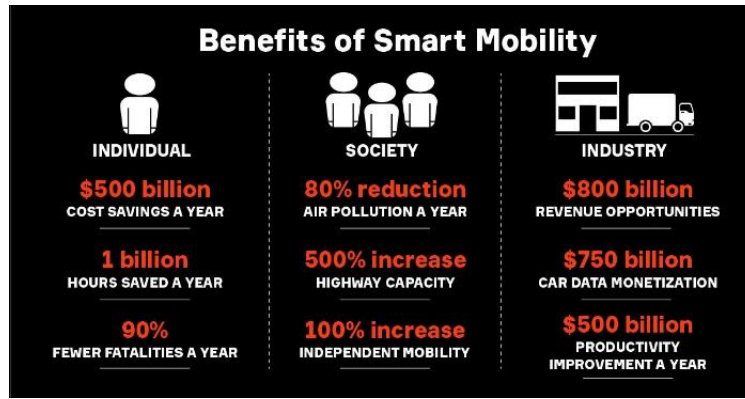 Benefits of Smart Mobility
INDIVIDUAL
$500 billion
COST SAVINGS A YEAR
1 billion
HOURS SAVED A YEAR
90%
FEWER FATALITIES A YEAR
SOCIETY
80% reduction
AIR POLLUTION A YEAR
500% increase
HIGHWAY CAPACITY
100% increase
INDEPENDENT MOBILITY
INDUSTRY
$800 billion
REVENUE OPPORTUNITIES
$750 billion
CAR DATA MONETIZATION
$500 billion
PRODUCTIVITY
IMPROVEMENT A YEAR